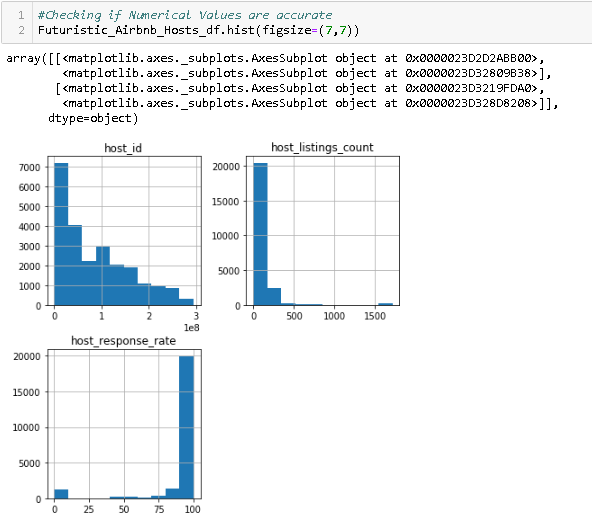 1 #Checking if Numerical Values are accurate
2 Futuristic_Airbnb_Hosts_df.hist(figsize=(7,7))
array([[<matplotlib.axes._subplots.AxesSubplot object at 0x0000023D2D2ABB00>,
<matplotlib.axes._subplots.AxesSubplot object at 0x0000023D32809B38>],
[<matplotlib.axes._subplots.AxesSubplot object at 0x0000023D3219FDA0>,
<matplotlib.axes._subplots.AxesSubplot object at 0x0000023D328D8208>]],
dtype=object)
host_id
7000
6000
5000
4000
3000
2000
1000
0
0 1 2 3
1e8
host_listings_count
20000
15000
10000
5000
0
0 500 1000 1500
host_response_rate
20000
15000
10000
5000
0
0 25 50 75 100